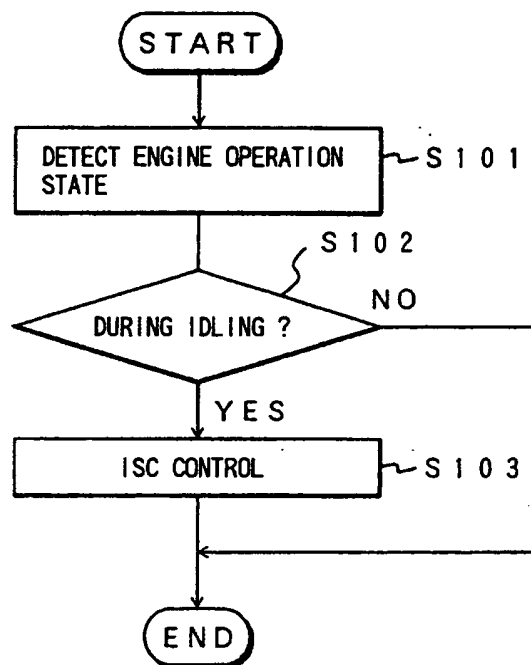 START
DETECT ENGINE OPERATION
STATE
S101
S102
DURING IDLING ?
NO
YES
ISC CONTROL
S103
END